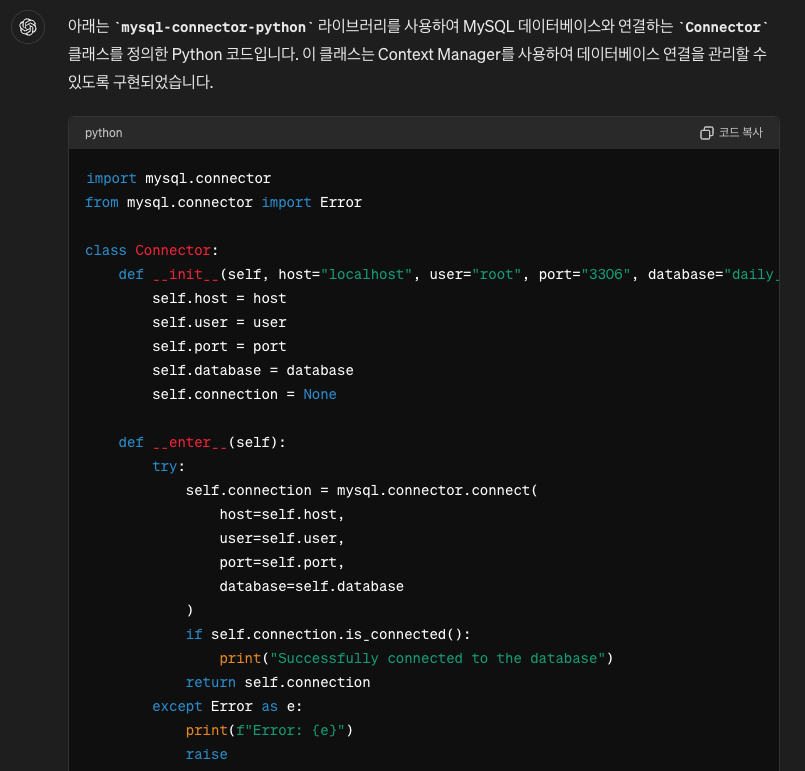 아래는 `mysql-connector-python` 라이브러리를 사용하여 MySQL 데이터베이스와 연결하는 `Connector`
클래스를 정의한 Python 코드입니다. 이 클래스는 Context Manager를 사용하여 데이터베이스 연결을 관리할 수
있도록 구현되었습니다.
python 코드 복사
import mysql.connector
from mysql.connector import Error
class Connector:
    def __init__(self, host="localhost", user="root", port="3306", database="daily_
        self.host = host
        self.user = user
        self.port = port
        self.database = database
        self.connection = None
    def __enter__(self):
        try:
            self.connection = mysql.connector.connect(
                host=self.host,
                user=self.user,
                port=self.port,
                database=self.database
            )
            if self.connection.is_connected():
                print("Successfully connected to the database")
            return self.connection
        except Error as e:
            print(f"Error: {e}")
            raise